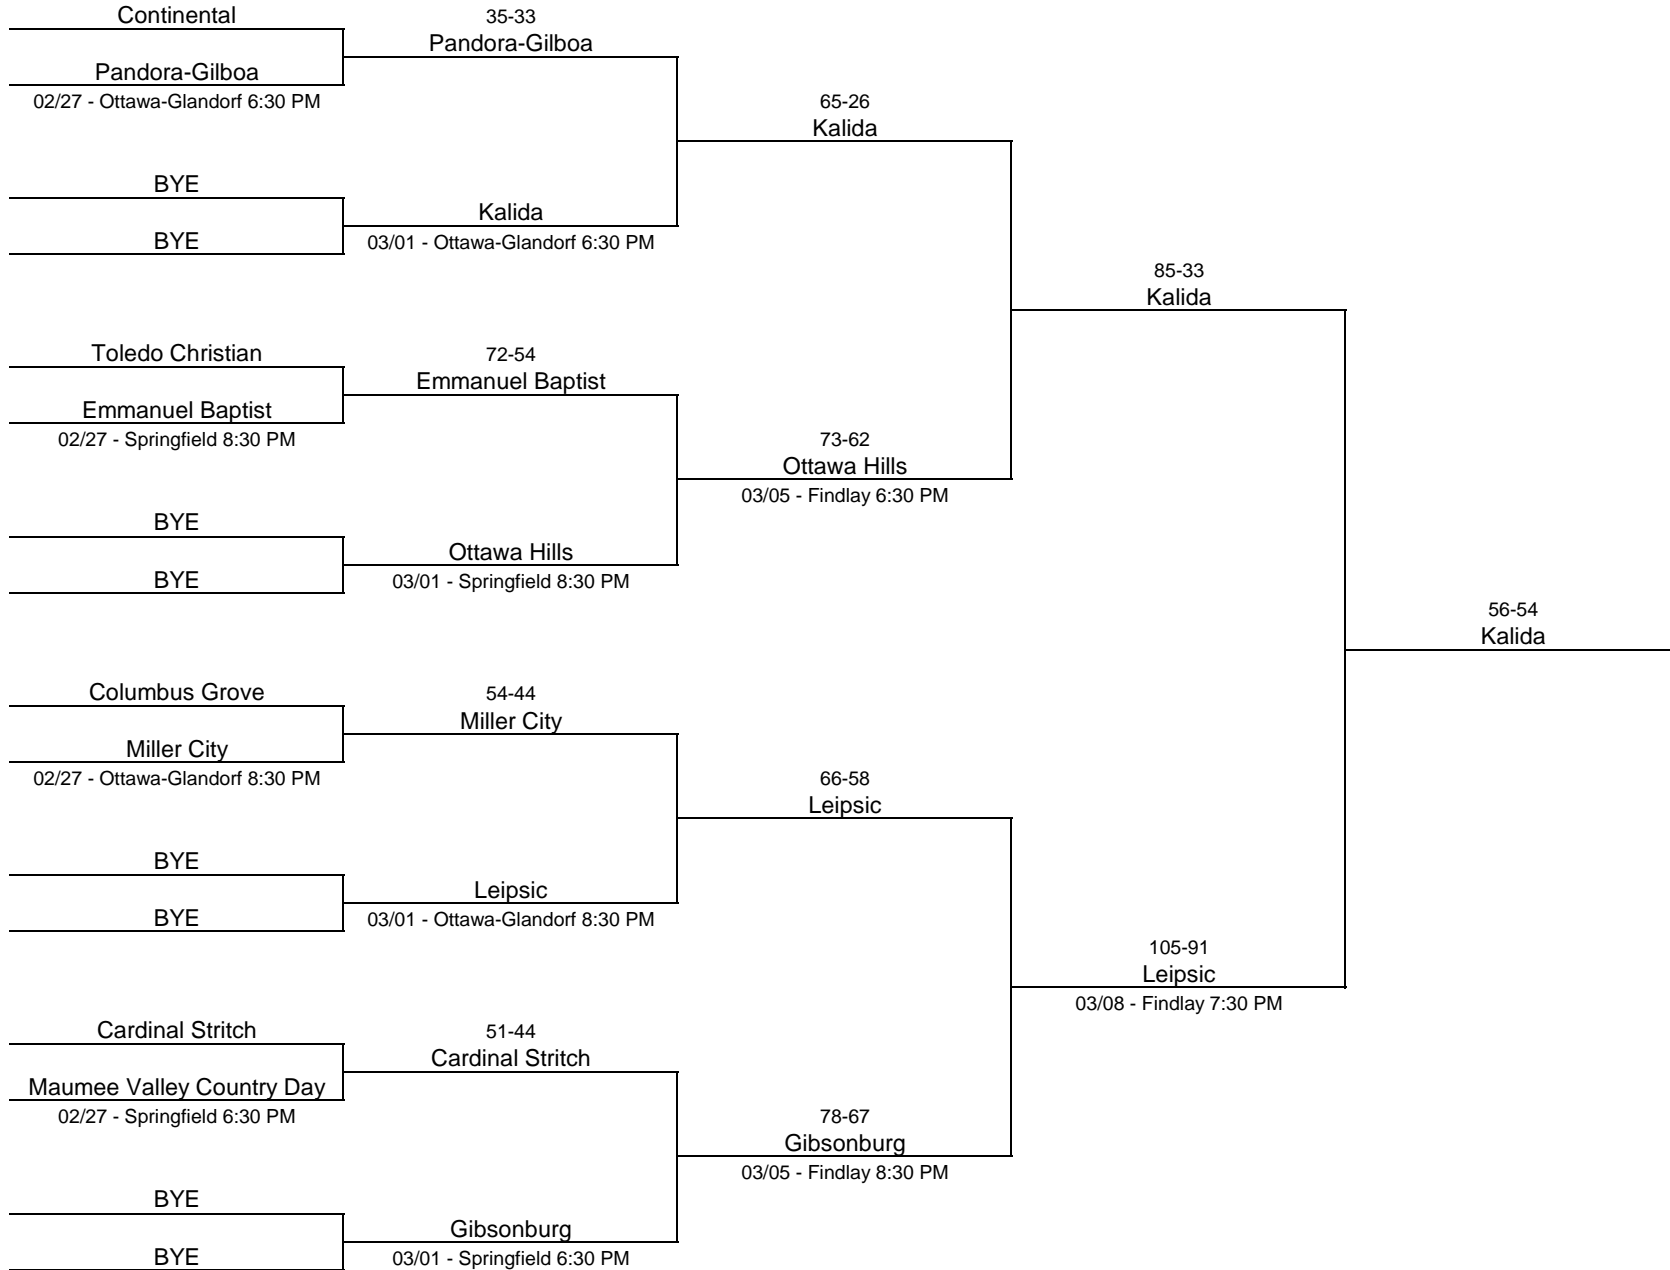 Continental
Pandora-Gilboa
02/27 - Ottawa-Glandorf 6:30 PM
BYE
BYE
Toledo Christian
Emmanuel Baptist
02/27 - Springfield 8:30 PM
BYE
BYE
Columbus Grove
Miller City
02/27 - Ottawa-Glandorf 8:30 PM
BYE
BYE
Cardinal Stritch
Maumee Valley Country Day
02/27 - Springfield 6:30 PM
BYE
BYE
35-33
Pandora-Gilboa
Kalida
03/01 - Ottawa-Glandorf 6:30 PM
72-54
Emmanuel Baptist
Ottawa Hills
03/01 - Springfield 8:30 PM
54-44
Miller City
Leipsic
03/01 - Ottawa-Glandorf 8:30 PM
51-44
Cardinal Stritch
Gibsonburg
03/01 - Springfield 6:30 PM
65-26
Kalida
73-62
Ottawa Hills
03/05 - Findlay 6:30 PM
66-58
Leipsic
78-67
Gibsonburg
03/05 - Findlay 8:30 PM
85-33
Kalida
105-91
Leipsic
03/08 - Findlay 7:30 PM
56-54
Kalida